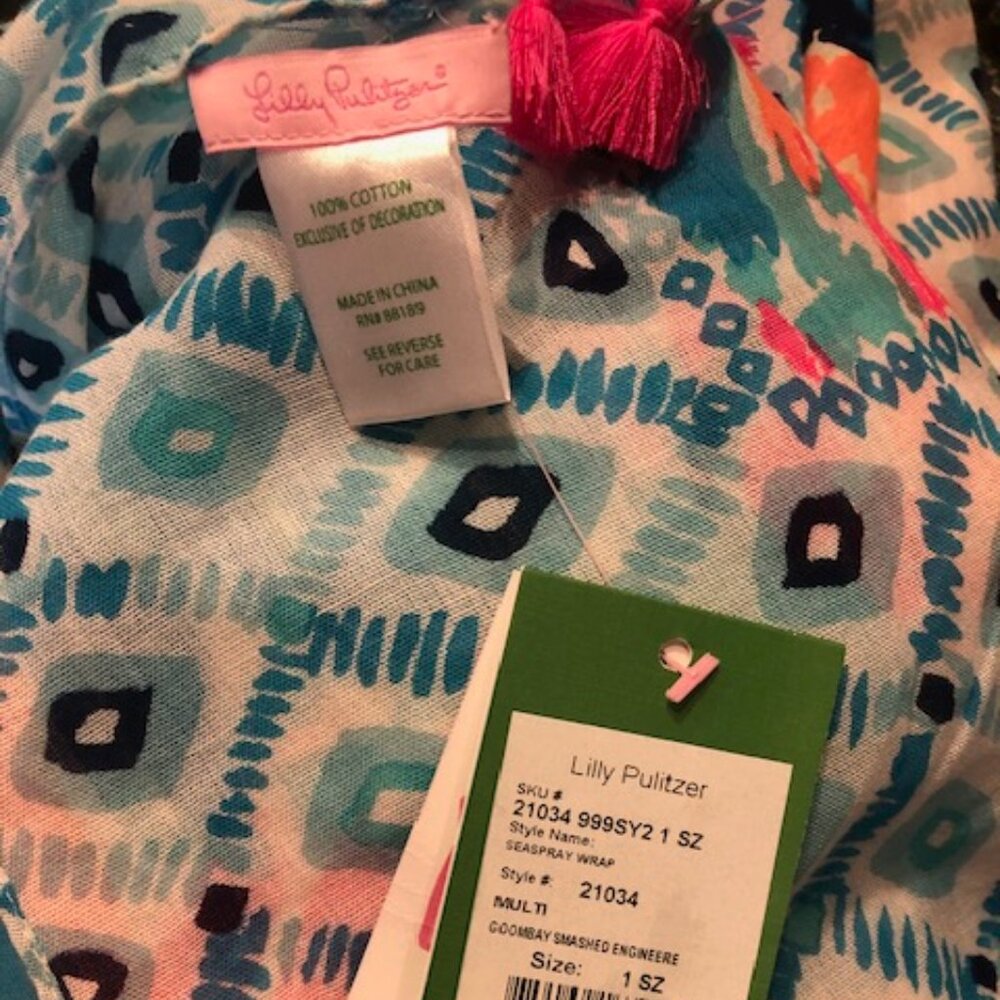 Lilly Pulitzer®
100% COTTON
EXCLUSIVE OF DECORATION
MADE IN CHINA
RN# 88189
SEE REVERSE
FOR CARE
Lilly Pulitzer
SKU #
21034 999SY2 1 SZ
Style Name:
SEASPRAY WRAP
Style #: 21034
MULTI
GOOMBAY SMASHED ENGINEERE
Size: 1 SZ